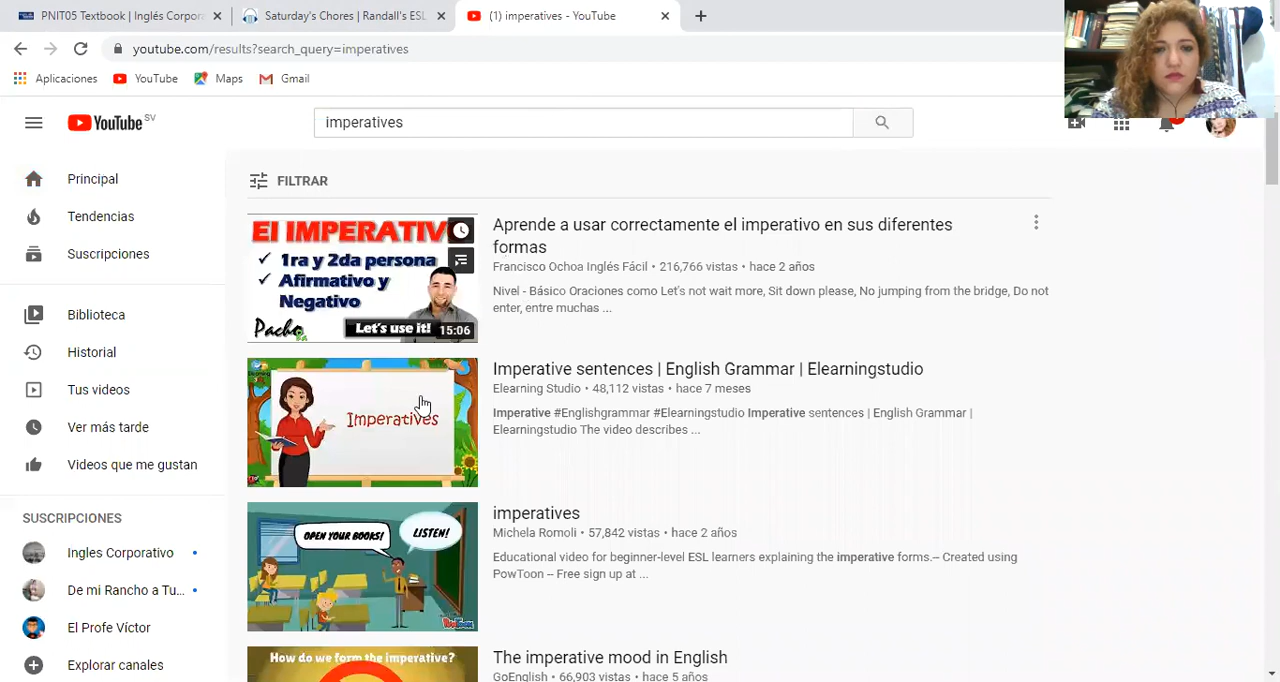 PNIT05 Textbook | Inglés Corpor
Saturday's Chores | Randall's ESL
(1) imperatives - YouTube
youtube.com/results?search_query=imperatives
Aplicaciones
YouTube
Maps
Gmail
YouTube SV
imperatives
Principal
Tendencias
Suscripciones
Biblioteca
Historial
Tus videos
Ver más tarde
Videos que me gustan
SUSCRIPCIONES
Ingles Corporativo
De mi Rancho a Tu...
El Profe Víctor
Explorar canales
FILTRAR
El IMPERATIV
✓ 1ra y 2da persona
✓ Afirmativo y
Negativo
Pacho
Let's use it!
15:06
Aprende a usar correctamente el imperativo en sus diferentes
formas
Francisco Ochoa Inglés Fácil • 216,766 vistas • hace 2 años
Nivel - Básico Oraciones como Let's not wait more, Sit down please, No jumping from the bridge, Do not
enter, entre muchas ...
Imperatives
Imperative sentences | English Grammar | Elearningstudio
Elearning Studio • 48,112 vistas • hace 7 meses
Imperative #Englishgrammar #Elearningstudio Imperative sentences | English Grammar |
Elearningstudio The video describes ...
OPEN YOUR BOOKS!
LISTEN!
PowToon
imperatives
Michela Romoli • 57,842 vistas • hace 2 años
Educational video for beginner-level ESL learners explaining the imperative forms.-- Created using
PowToon -- Free sign up at ...
How do we form the imperative?
The imperative mood in English
GoEnglish • 66,903 vistas • hace 5 años